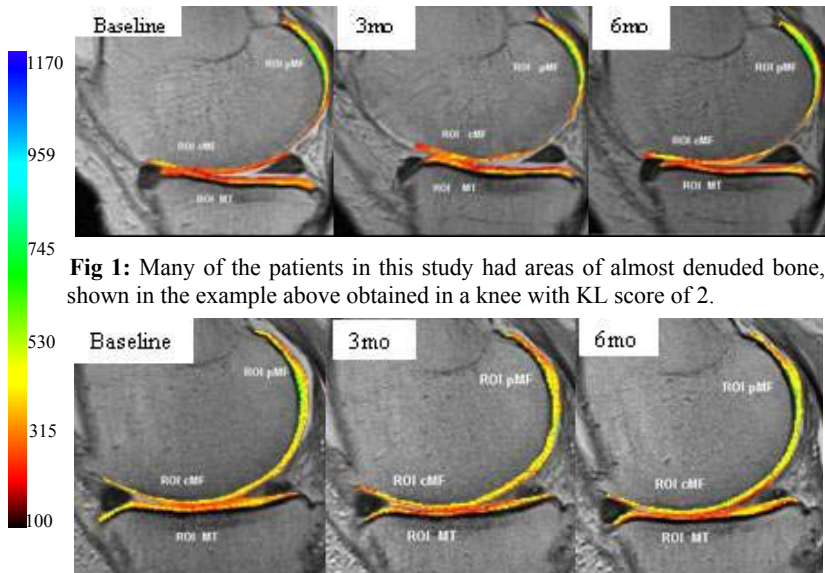 Baseline 3mo 6mo
1170
ROI pMF ROI pMF ROI pMF
959
ROI cMF ROI cMF ROI cMF
ROI MT ROI MT ROI MT
745
Fig 1: Many of the patients in this study had areas of almost denuded bone,
shown in the example above obtained in a knee with KL score of 2.
530
Baseline 3mo 6mo
ROI pMF ROI pMF ROI pMF
315
ROI cMF ROI cMF ROI cMF
100
ROI MT ROI MT ROI MT